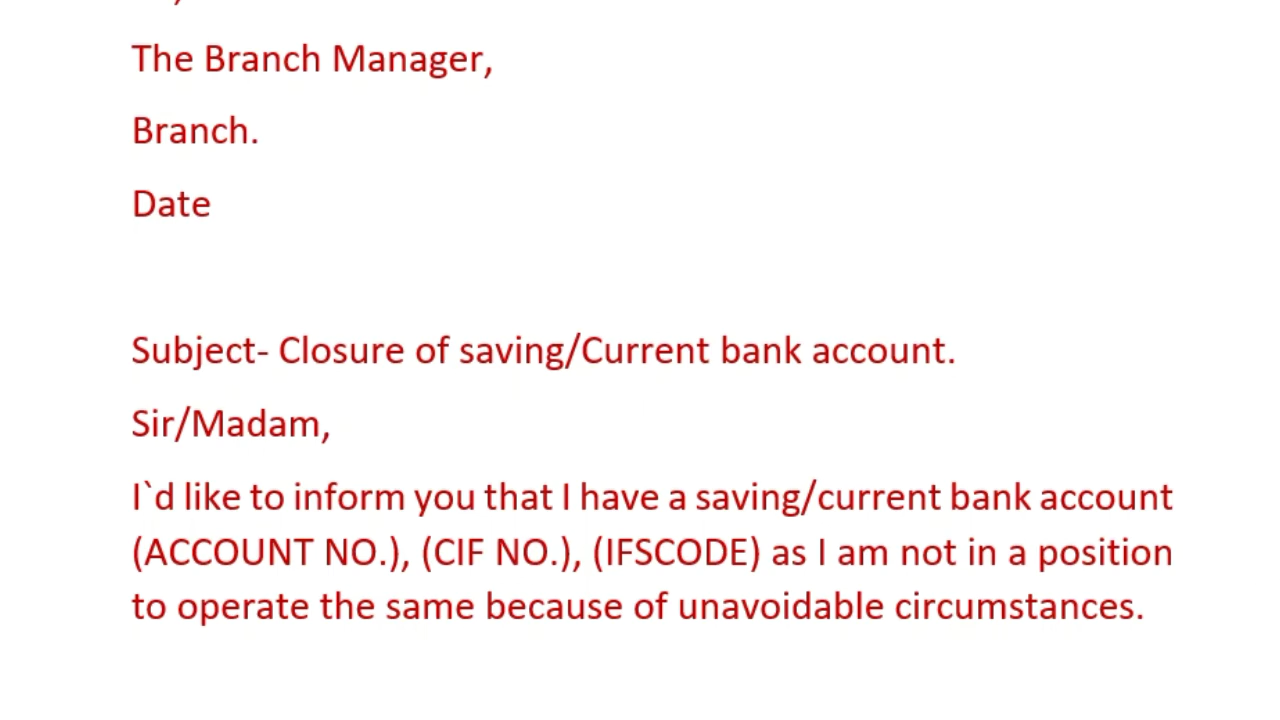 The Branch Manager,
Branch.
Date
Subject- Closure of saving/Current bank account.
Sir/Madam,
I`d like to inform you that I have a saving/current bank account
(ACCOUNT NO.), (CIF NO.), (IFSCODE) as I am not in a position
to operate the same because of unavoidable circumstances.